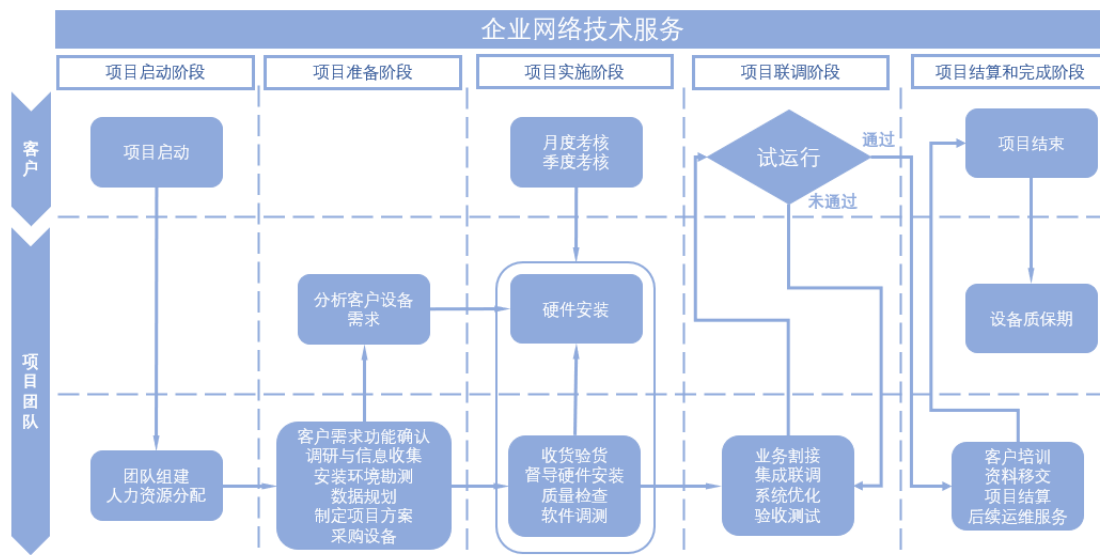 企业网络技术服务
项目启动阶段
项目准备阶段
项目实施阶段
项目联调阶段
项目结算和完成阶段
客户
项目启动
月度考核
季度考核
试运行
通过
未通过
项目结束
项目团队
分析客户设备
需求
硬件安装
设备质保期
团队组建
人力资源分配
客户需求功能确认
调研与信息收集
安装环境勘测
数据规划
制定项目方案
采购设备
收货验货
督导硬件安装
质量检查
软件调测
业务割接
集成联调
系统优化
验收测试
客户培训
资料移交
项目结算
后续运维服务